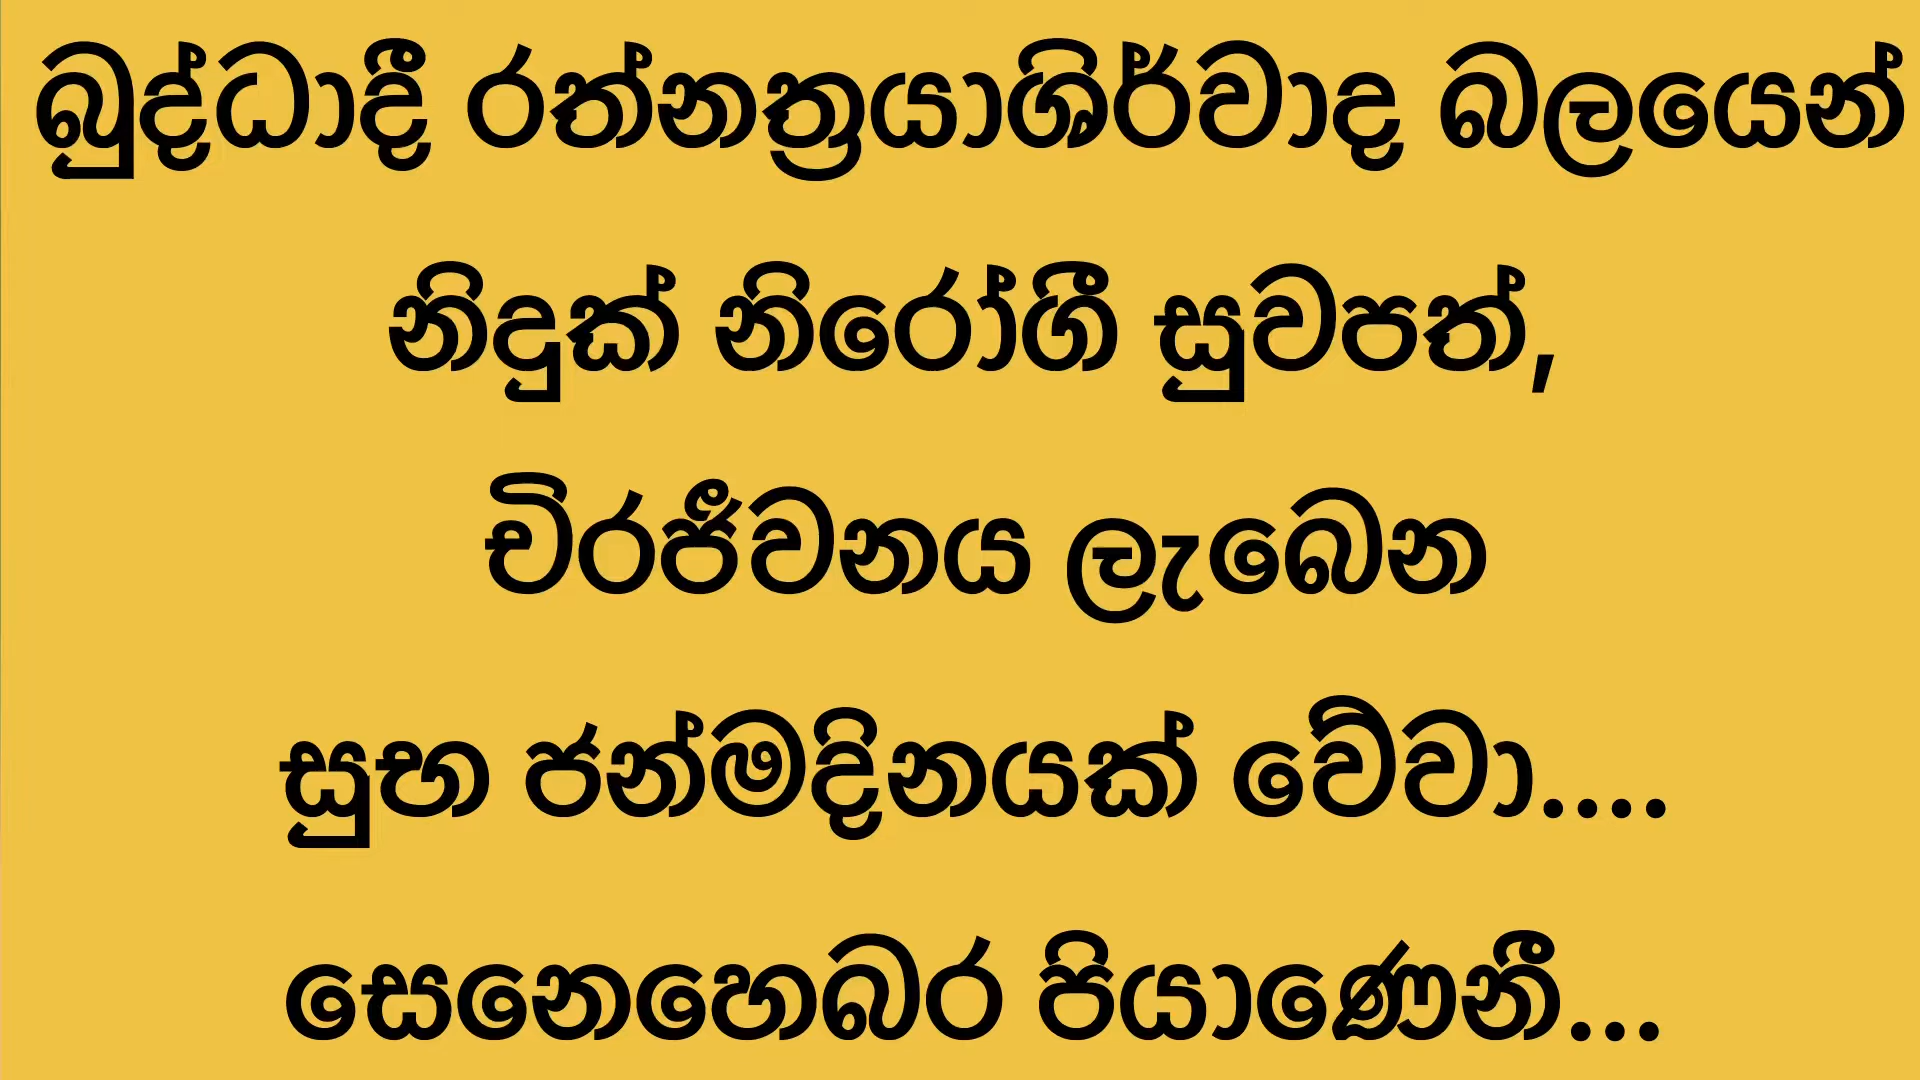 බුද්ධාදී රත්නත්‍රයාශිර්වාද බලයෙන්
නිදුක් නිරෝගී සුවපත්,
චිරජීවනය ලැබෙන
සුභ ජන්මදිනයක් වේවා....
සෙනෙහෙබර පියාණෙනී...